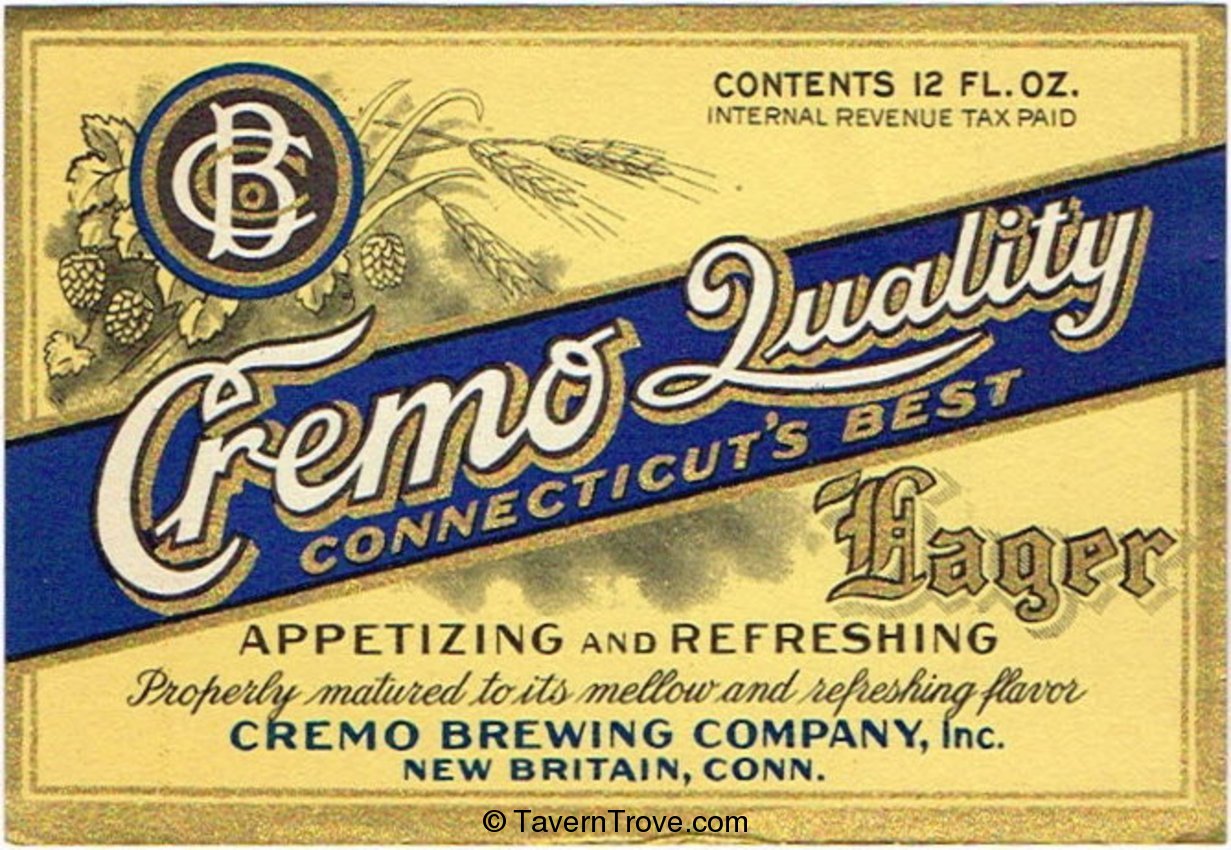 CBC
CONTENTS 12 FL. OZ.
INTERNAL REVENUE TAX PAID
Cremo Quality
CONNECTICUT'S BEST
Lager
APPETIZING AND REFRESHING
Properly matured to its mellow and refreshing flavor
CREMO BREWING COMPANY, Inc.
NEW BRITAIN, CONN.
© TavernTrove.com